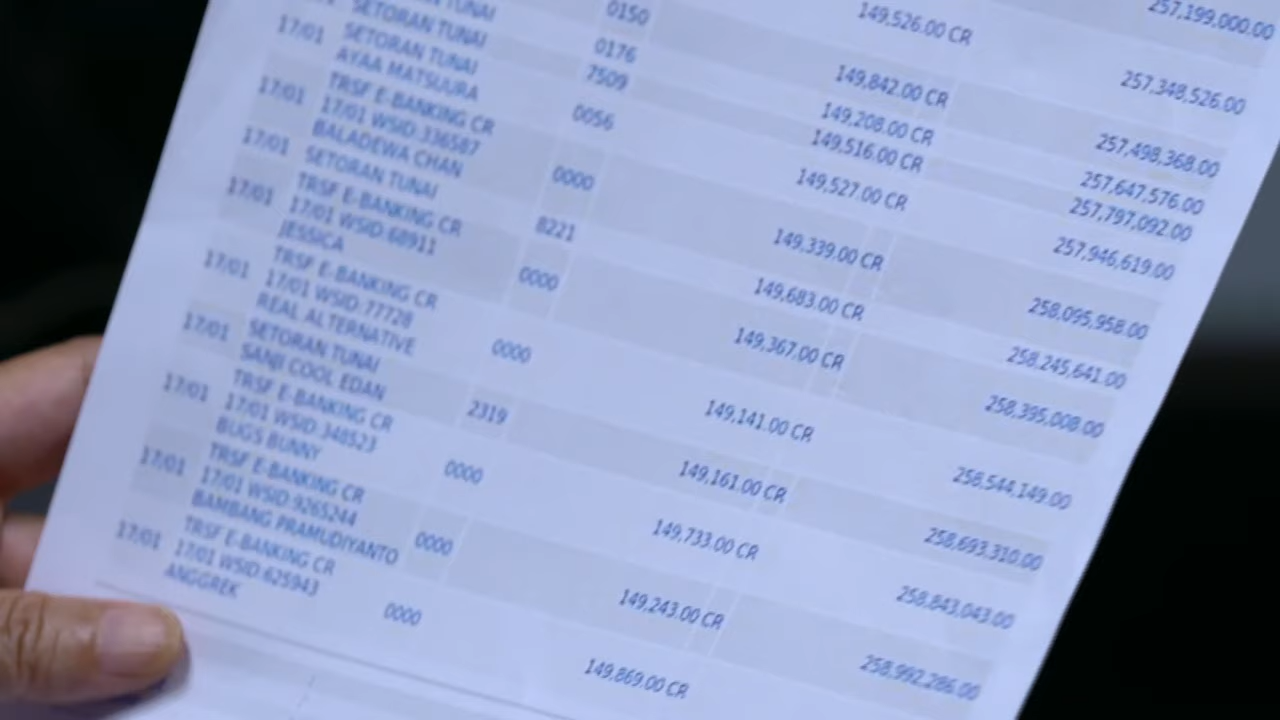 257,199,000.00
SETORAN TUNAI 0150 149,526.00 CR 257,348,526.00
17/01 SETORAN TUNAI 0176 149,842.00 CR 257,498,368.00
SETORAN TUNAI 7509 149,208.00 CR 257,647,576.00
AYAA MATSUURA 149,516.00 CR 257,797,092.00
17/01 TRSF E-BANKING CR 0056 149,527.00 CR 257,946,619.00
17/01 WSID:336587
BALADEWA CHAN
17/01 SETORAN TUNAI 0000 149,339.00 CR 258,095,958.00
17/01 TRSF E-BANKING CR 8221 149,683.00 CR 258,245,641.00
17/01 WSID:68911
JESSICA
0000 149,367.00 CR 258,395,008.00
17/01 TRSF E-BANKING CR
17/01 WSID:77728
REAL ALTERNATIVE
0000 149,141.00 CR 258,544,149.00
17/01 SETORAN TUNAI
SANJI COOL EDAN
2319 149,161.00 CR 258,693,310.00
17/01 TRSF E-BANKING CR
17/01 WSID:348523
BUGS BUNNY
0000 149,733.00 CR 258,843,043.00
17/01 TRSF E-BANKING CR
17/01 WSID:9265244
BAMBANG PRAMUDIYANTO
0000 149,243.00 CR 258,992,286.00
17/01 TRSF E-BANKING CR
17/01 WSID:625943
ANGGREK
0000 149,869.00 CR